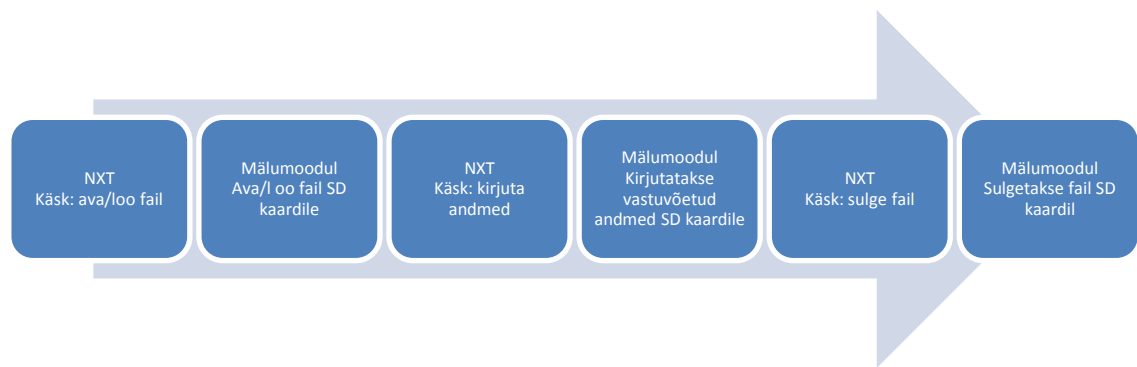 NXT
Käsk: ava/loo fail
Mälumoodul
Ava/l oo fail SD
kaardile
NXT
Käsk: kirjuta
andmed
Mälumoodul
Kirjutatakse
vastuvõetud
andmed SD kaardile
NXT
Käsk: sulge fail
Mälumoodul
Sulgetakse fail SD
kaardil